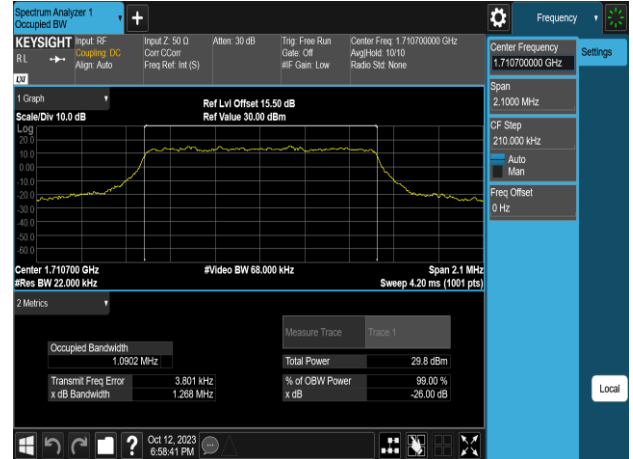 Spectrum Analyzer 1
Occupied BW
+
Frequency
KEYSIGHT
RL
LXI
Input: RF
Coupling: DC
Align: Auto
Input Z: 50 Ω
Corr CCorr
Freq Ref: Int (S)
Atten: 30 dB
Trig: Free Run
Gate: Off
#IF Gain: Low
Center Freq: 1.710700000 GHz
Avg|Hold: 10/10
Radio Std: None
Center Frequency
1.710700000 GHz
Settings
Span
2.1000 MHz
CF Step
210.000 kHz
Auto
Man
Freq Offset
0 Hz
1 Graph
Scale/Div 10.0 dB
Ref Lvl Offset 15.50 dB
Ref Value 30.00 dBm
Log
20.0
10.0
0.00
-10.0
-20.0
-30.0
-40.0
-50.0
-60.0
Center 1.71070 GHz
#Video BW 68.000 kHz
Span 2.1 MHz
#Res BW 22.000 kHz
Sweep 4.20 ms (1001 pts)
2 Metrics
Measure Trace
Trace 1
Occupied Bandwidth
1.0902 MHz
Total Power
29.8 dBm
Transmit Freq Error
3.801 kHz
% of OBW Power
99.00 %
x dB Bandwidth
1.268 MHz
x dB
-26.00 dB
Local
?
Oct 12, 2023
6:58:41 PM